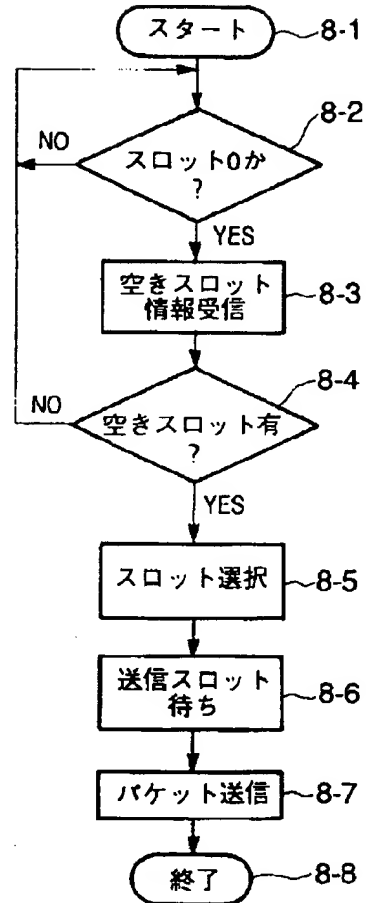 スタート
8-1
8-2
NO
スロット0か
?
YES
空きスロット
情報受信
8-3
8-4
NO
空きスロット有
?
YES
スロット選択
8-5
送信スロット
待ち
8-6
パケット送信
8-7
終了
8-8